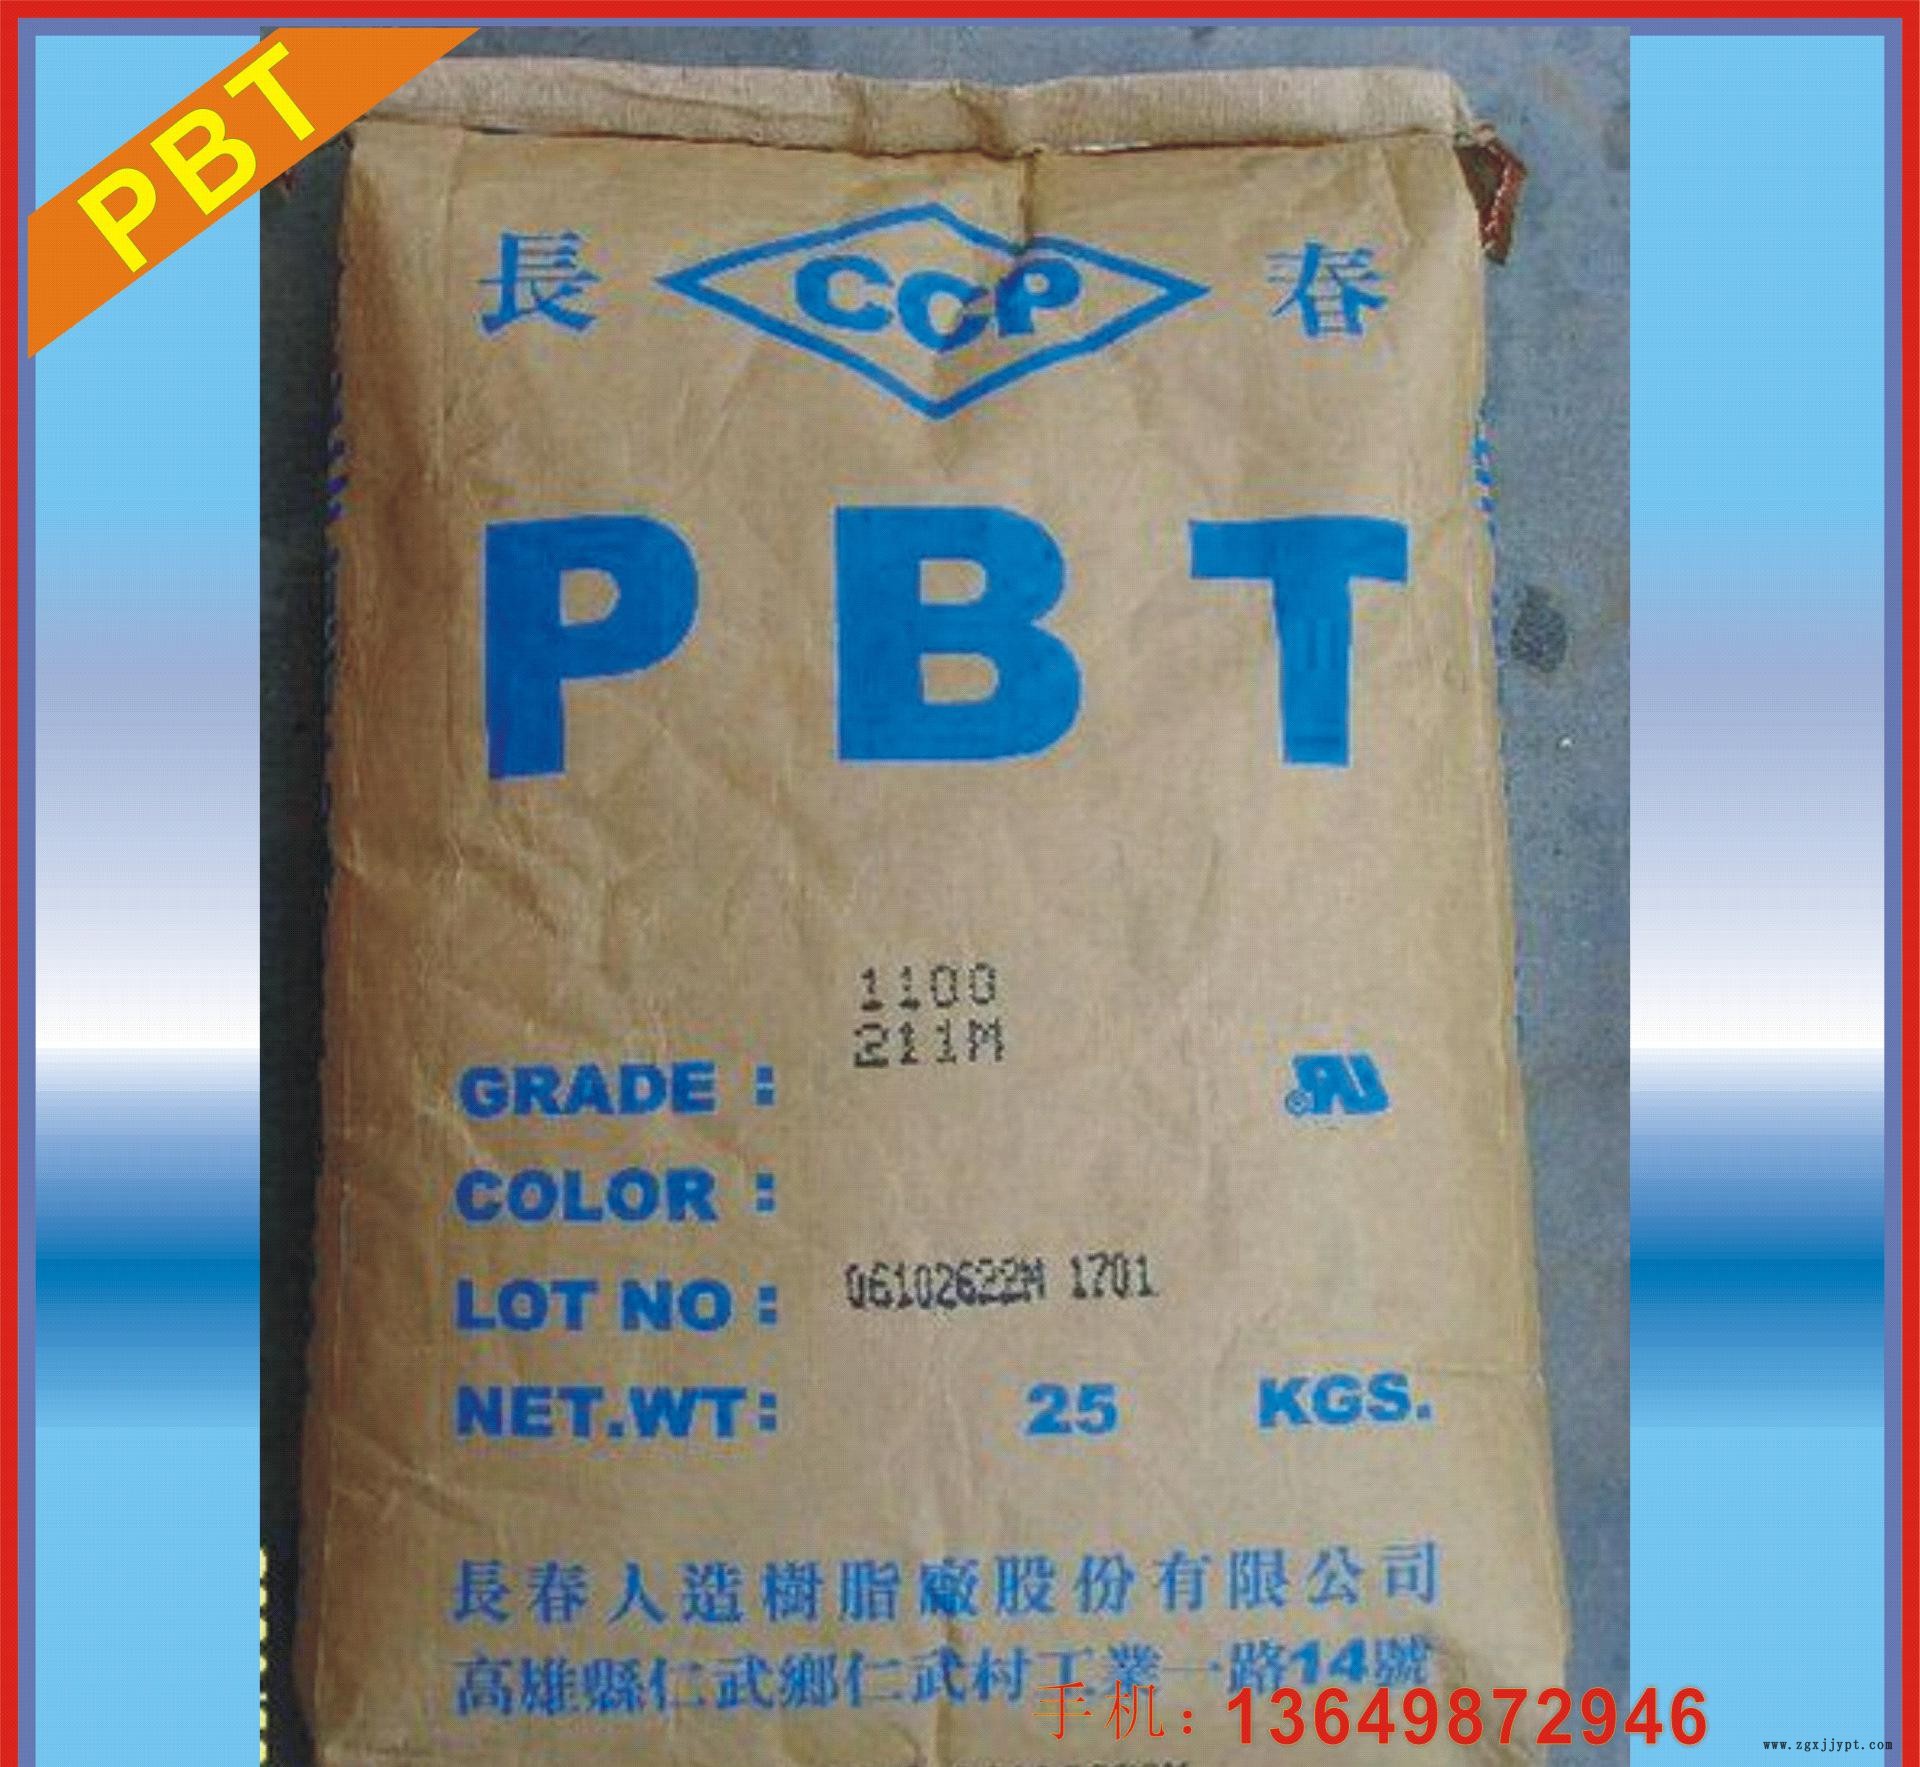 PBT
長 CCP 春
PBT
1100
211M
GRADE :
COLOR :
LOT NO : 06102622M 1701
NET.WT: 25 KGS.
長春人造樹脂廠股份有限公司
高雄縣仁武鄉仁武村工業一路14號
手机：13649872946
www.zgxjjypt.com